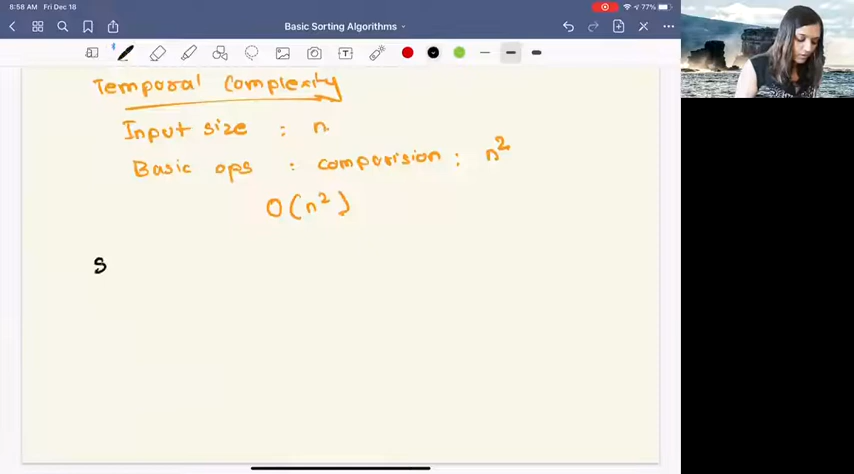 8:58 AM Fri Dec 18
77%
Basic Sorting Algorithms
T
Temporal Complexity
Input size : n
Basic ops : comparision : n²
O(n²)
S